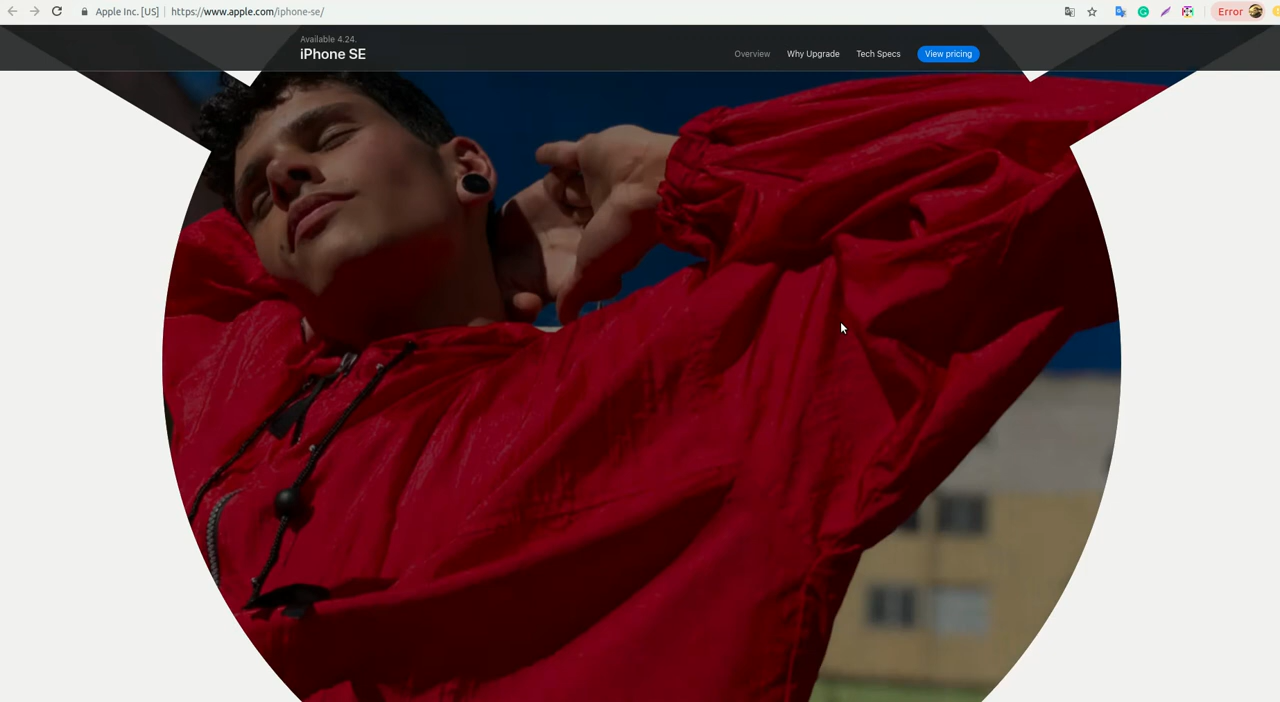 Apple Inc. [US] https://www.apple.com/iphone-se/ Error
Available 4.24.
iPhone SE
Overview Why Upgrade Tech Specs View pricing